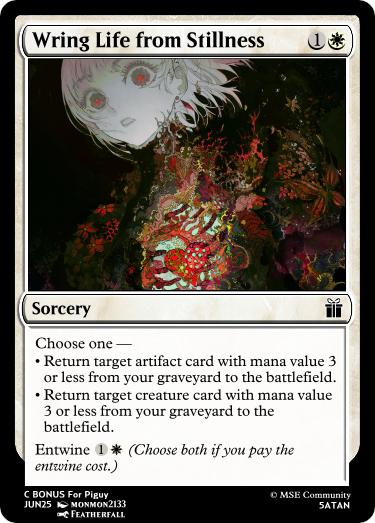 Wring Life from Stillness 1
Sorcery
Choose one —
• Return target artifact card with mana value 3
or less from your graveyard to the battlefield.
• Return target creature card with mana value
3 or less from your graveyard to the
battlefield.
Entwine 1 (Choose both if you pay the
entwine cost.)
C BONUS For Piguy © MSE Community
JUN25 MONMON2133 5ATAN
FEATHERFALL